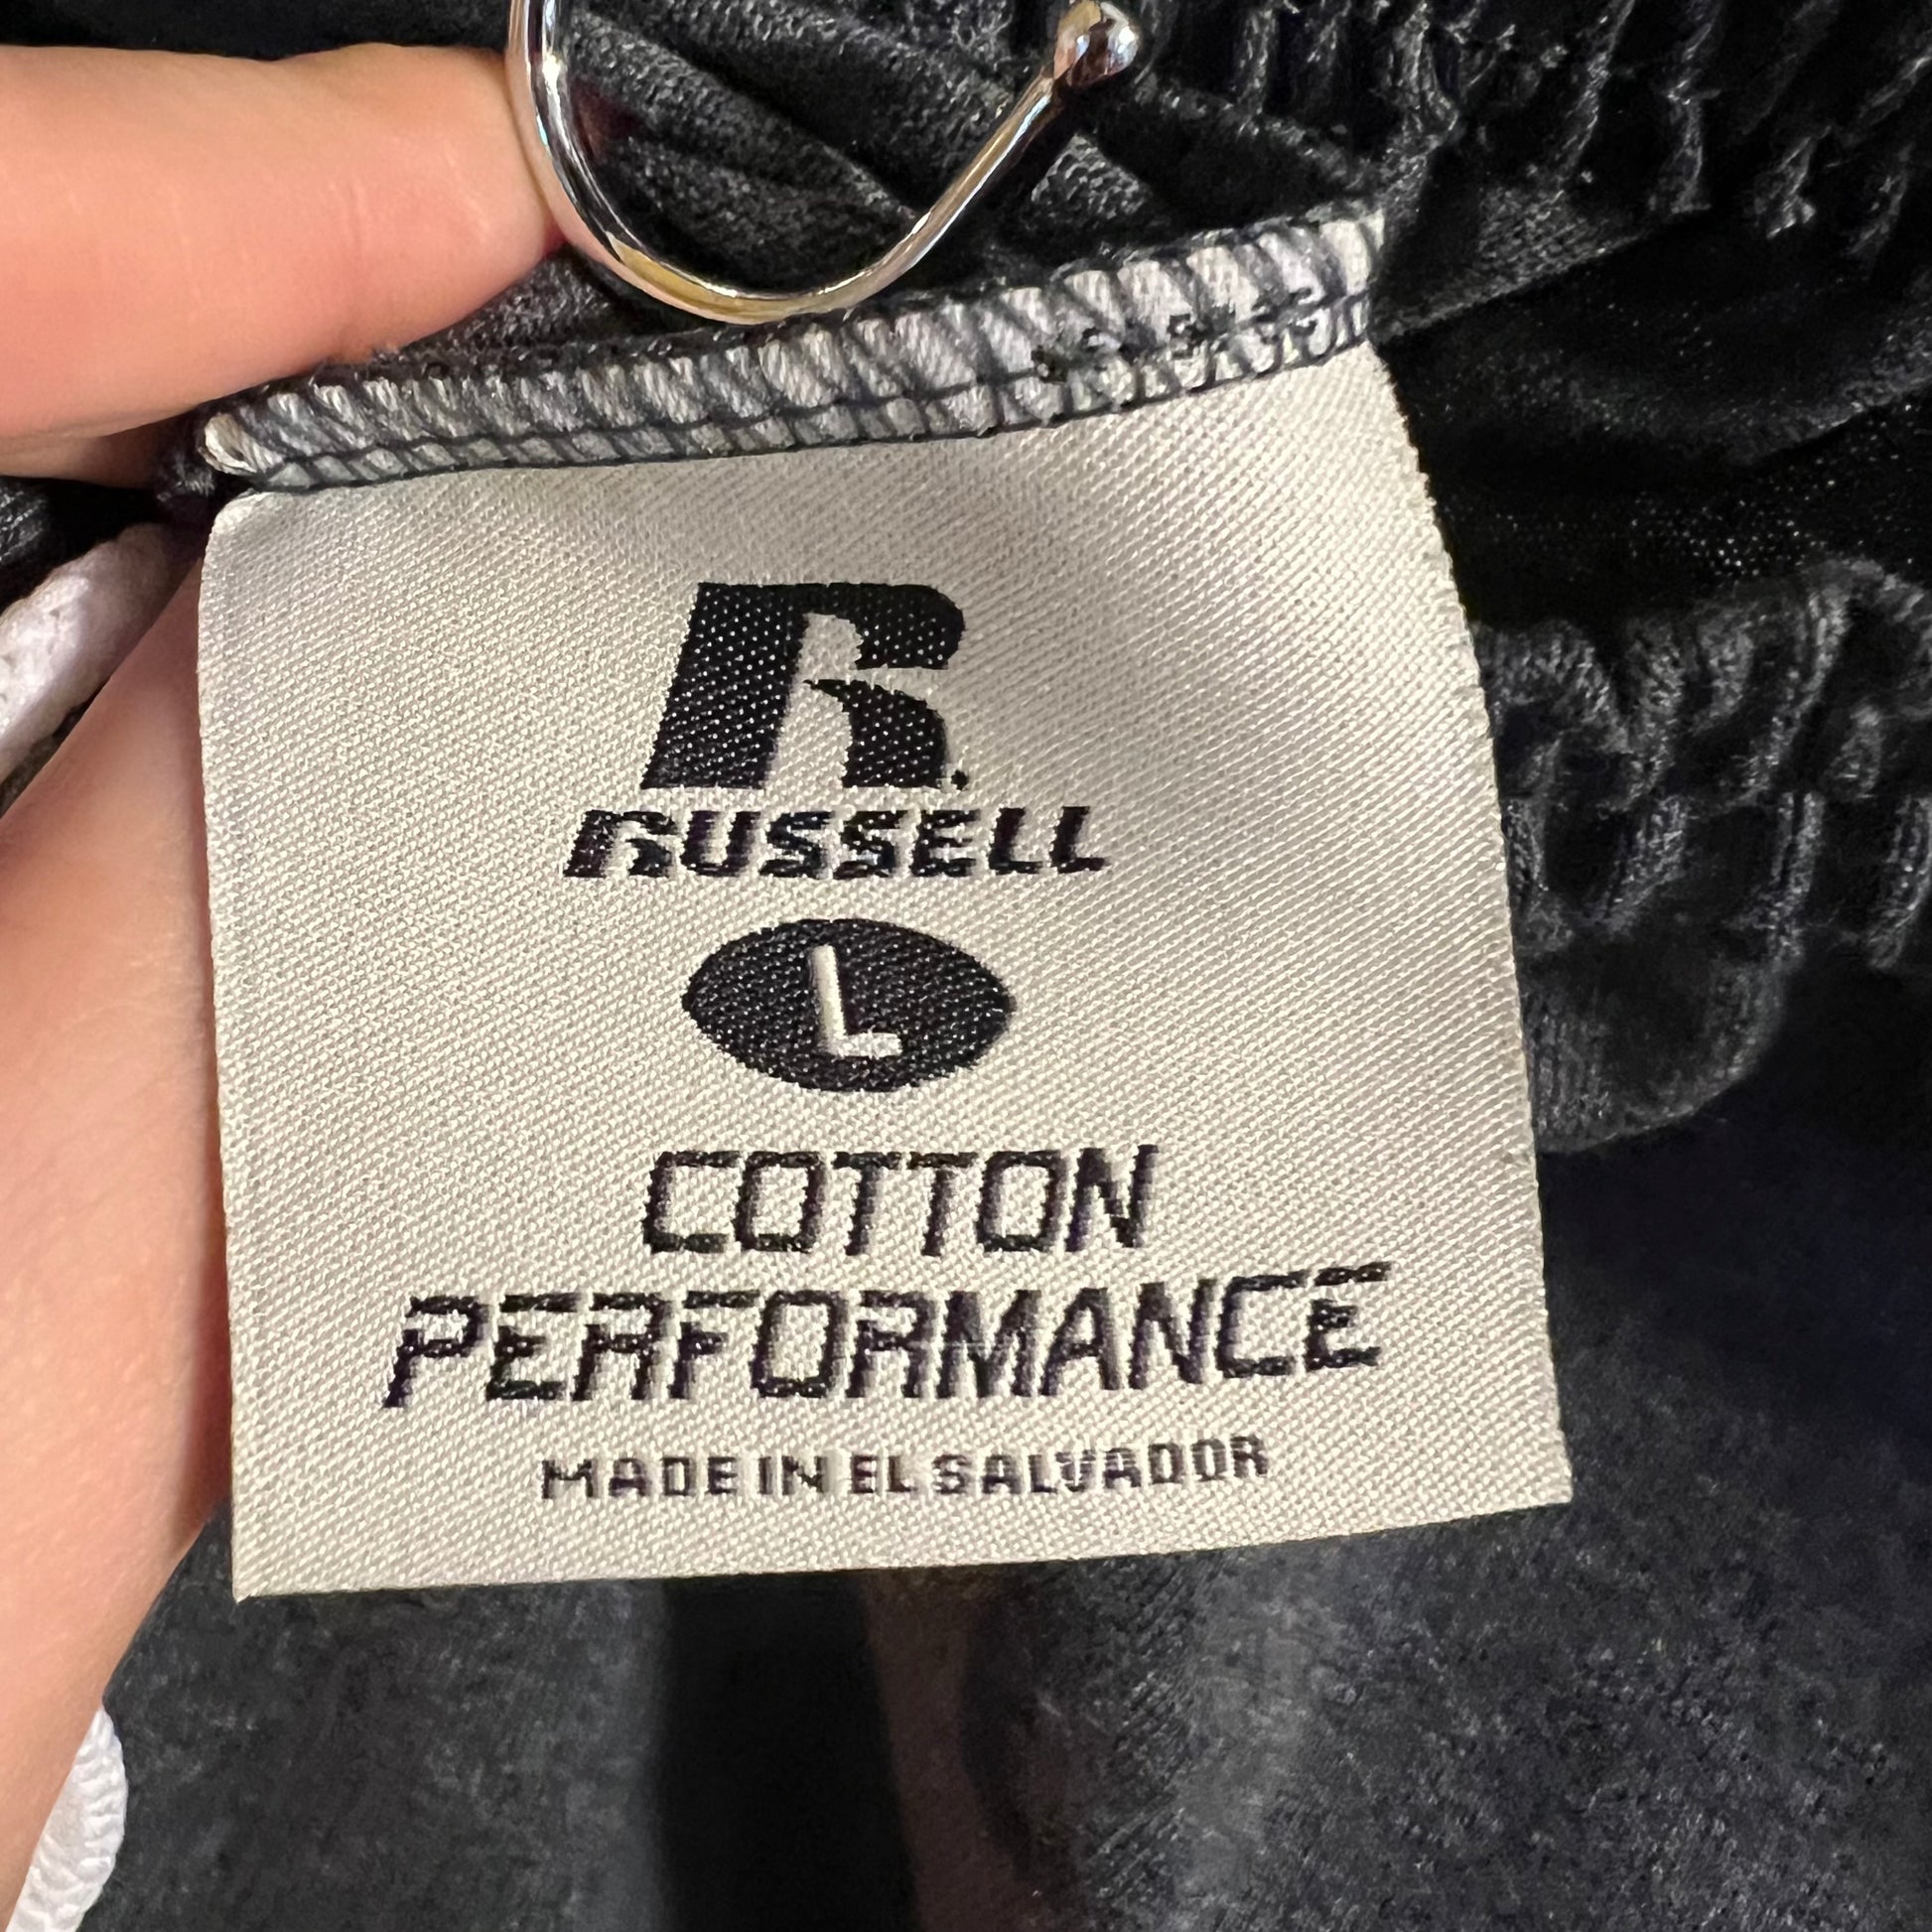 R.
RUSSELL
L
COTTON
PERFORMANCE
MADE IN EL SALVADOR